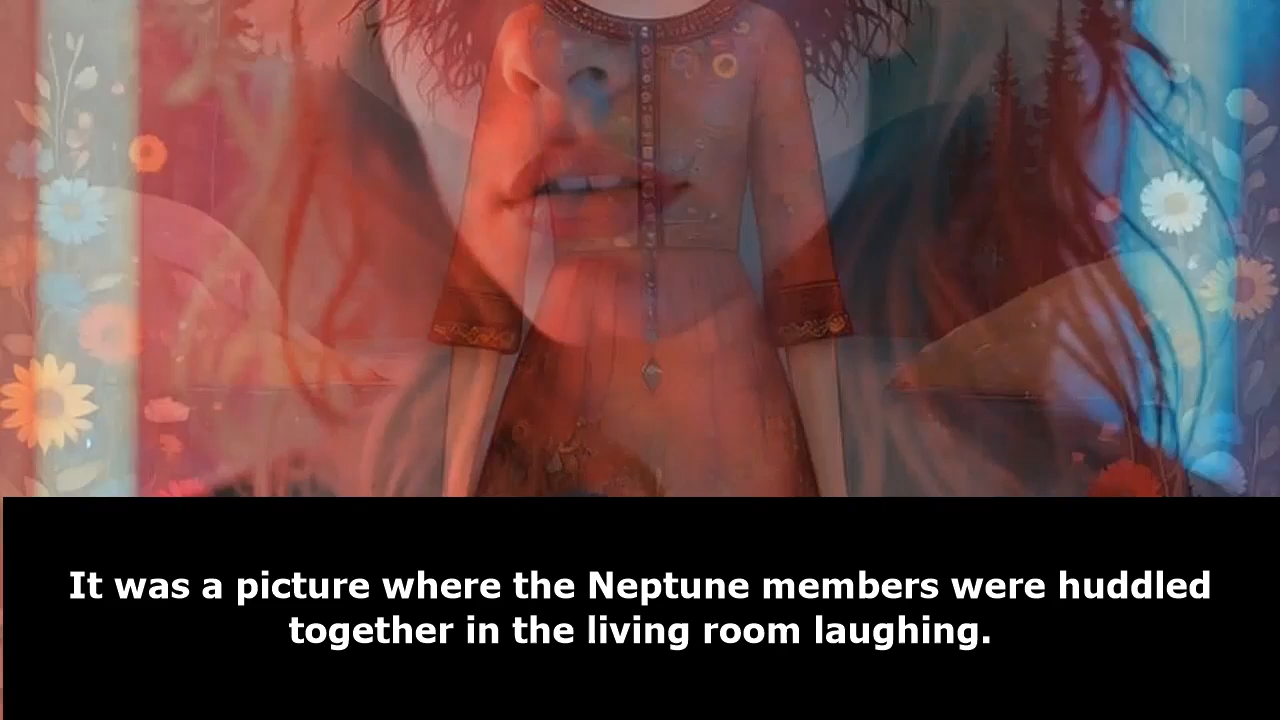 It was a picture where the Neptune members were huddled
together in the living room laughing.